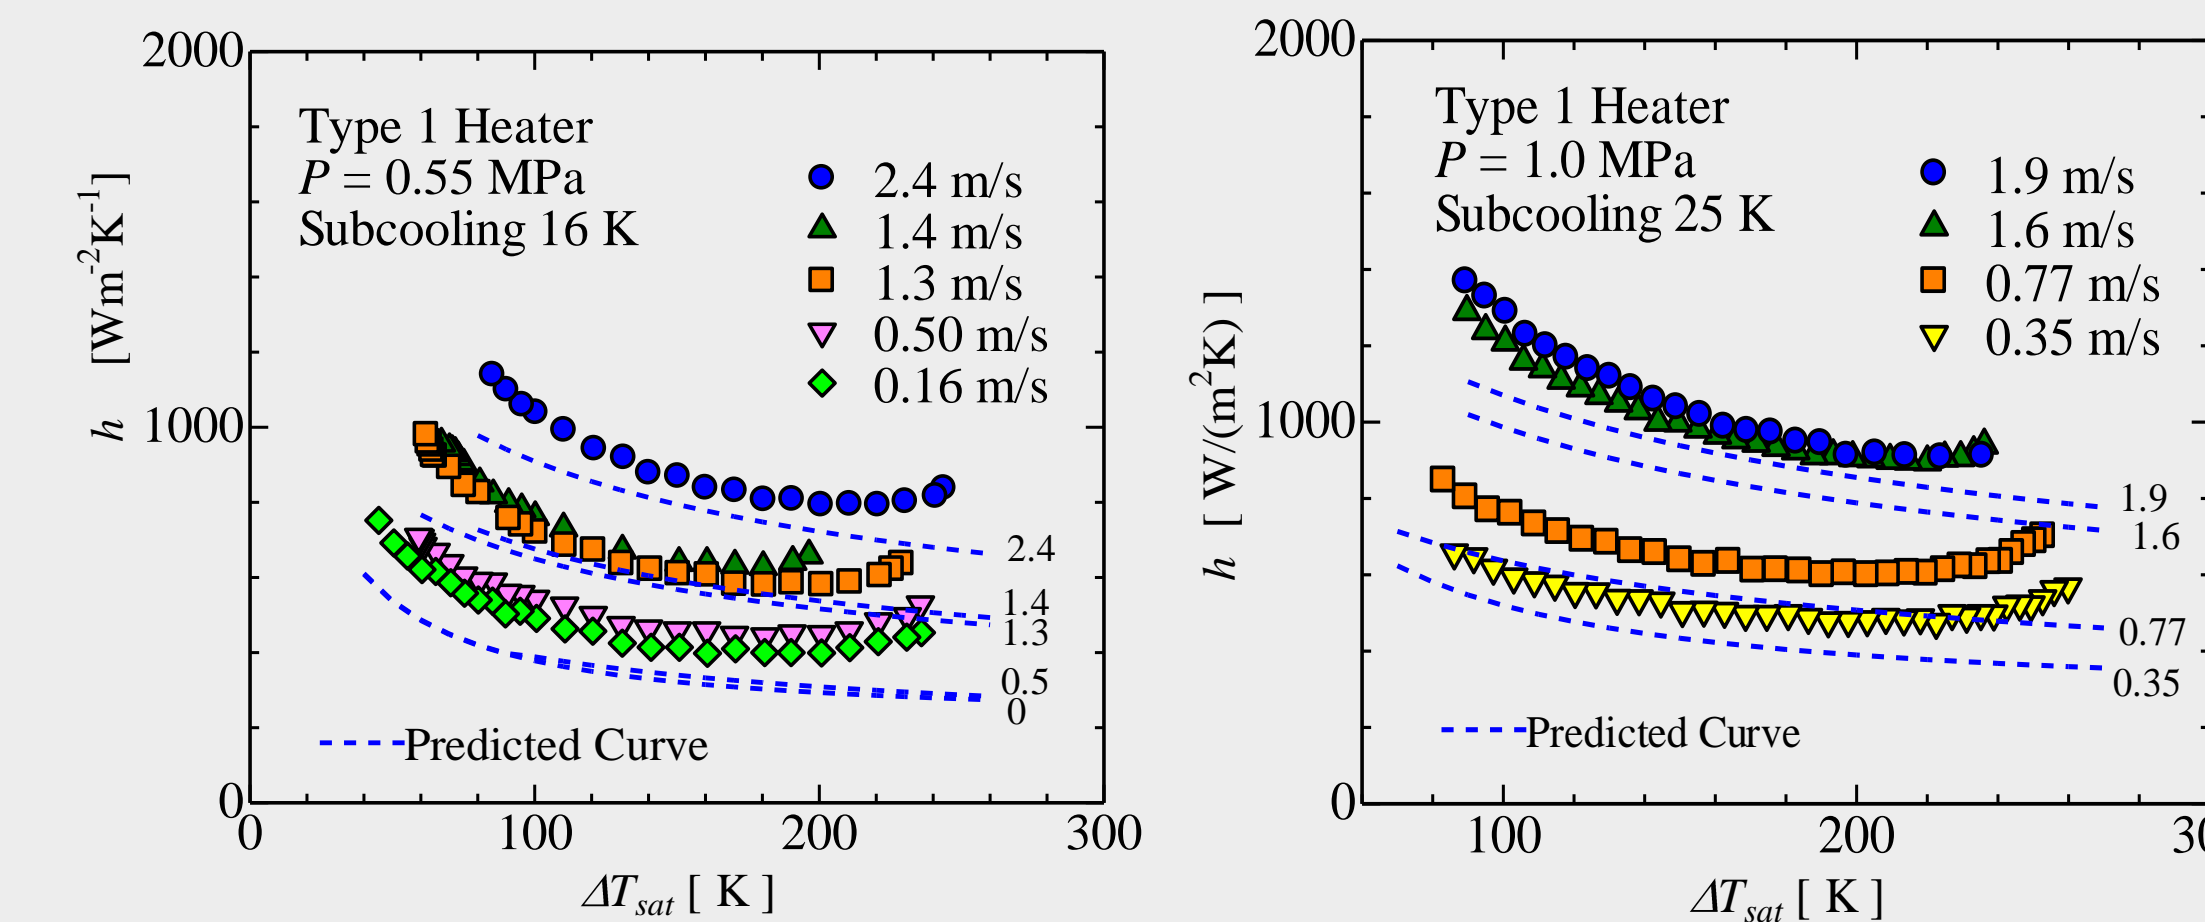 2000
1000
0
h [Wm-2K-1]
Type 1 Heater
P = 0.55 MPa
Subcooling 16 K
2.4 m/s
1.4 m/s
1.3 m/s
0.50 m/s
0.16 m/s
2.4
1.4
1.3
0.5
0
Predicted Curve
0 100 200 300
ΔTsat [ K ]
2000
1000
0
h [ W/(m2K) ]
Type 1 Heater
P = 1.0 MPa
Subcooling 25 K
1.9 m/s
1.6 m/s
0.77 m/s
0.35 m/s
1.9
1.6
0.77
0.35
Predicted Curve
100 200
ΔTsat [ K ]